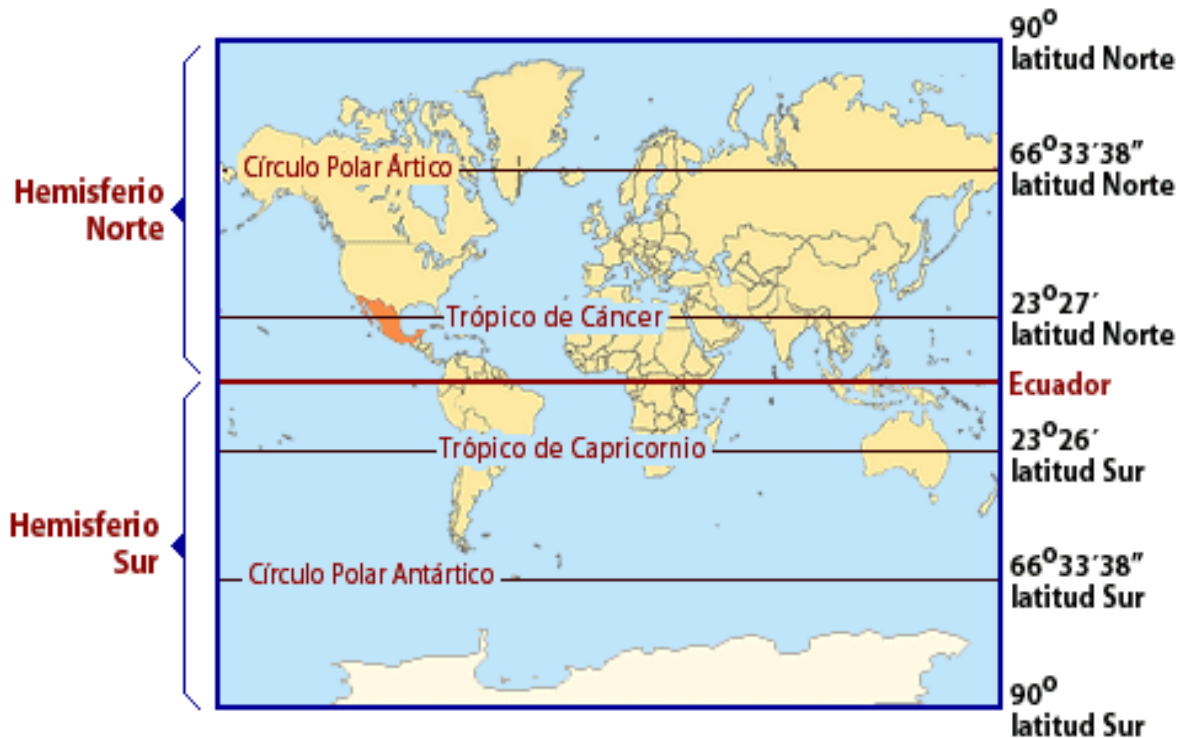 90º
latitud Norte
Círculo Polar Ártico
66º33´38"
latitud Norte
Hemisferio
Norte
Trópico de Cáncer
23º27´
latitud Norte
Ecuador
Trópico de Capricornio
23º26´
latitud Sur
Hemisferio
Sur
Círculo Polar Antártico
66º33´38"
latitud Sur
90º
latitud Sur